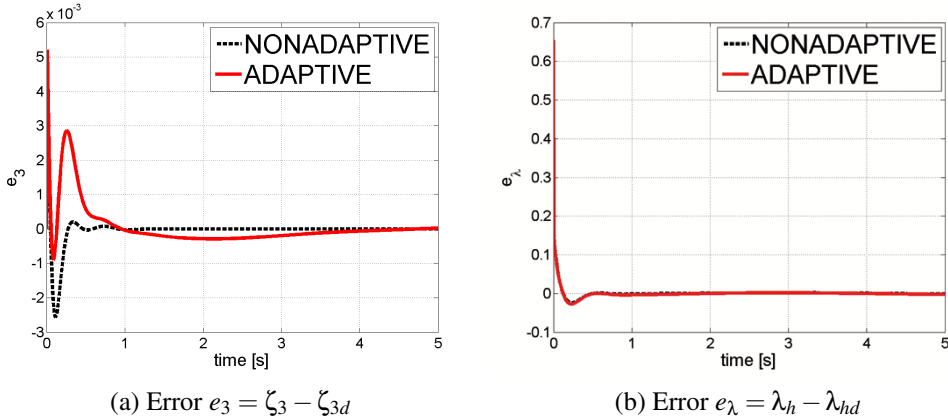 6 x 10⁻³
5
4
3
2
1
0
-1
-2
-3
e₃
NONADAPTIVE
ADAPTIVE
0 1 2 3 4 5
time [s]
(a) Error e₃ = ζ₃ − ζ₃d
0.7
0.6
0.5
0.4
0.3
0.2
0.1
0
-0.1
e_λ
NONADAPTIVE
ADAPTIVE
0 1 2 3 4 5
time [s]
(b) Error e_λ = λ_h − λ_hd